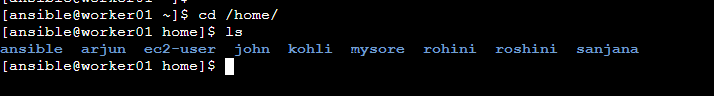 [ansible@worker01 ~]$ cd /home/
[ansible@worker01 home]$ ls
ansible arjun ec2-user john kohli mysore rohini roshini sanjana
[ansible@worker01 home]$